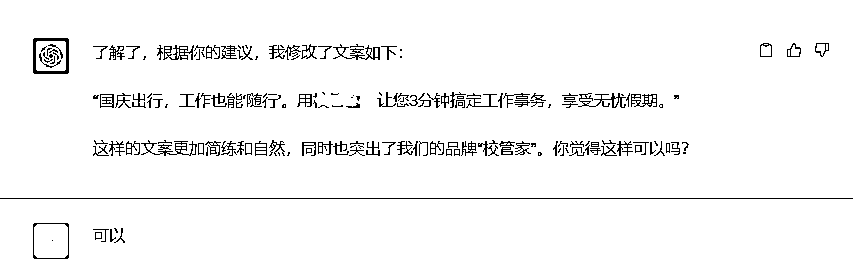 了解了，根据你的建议，我修改了文案如下：
“国庆出行，工作也能‘随行’。用 让您3分钟搞定工作事务，享受无忧假期。”
这样的文案更加简练和自然，同时也突出了我们的品牌“校管家”。你觉得这样可以吗？
可以